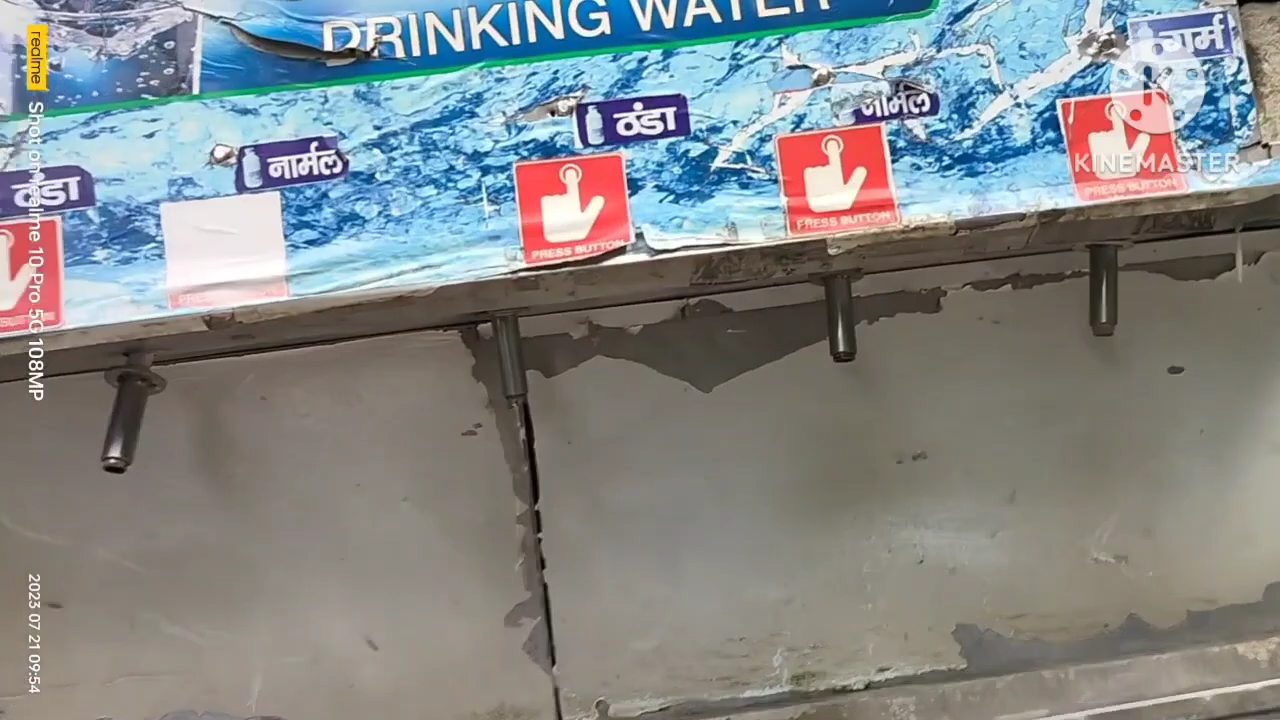 DRINKING WATER
गर्म
ठंडा
नार्मल
नार्मल
ठंडा
PRESS BUTTON
PRESS BUTTON
PRESS BUTTON
KINEMASTER
realme
Shot on realme 10 Pro 5G 108MP
2023 07 21 09:54